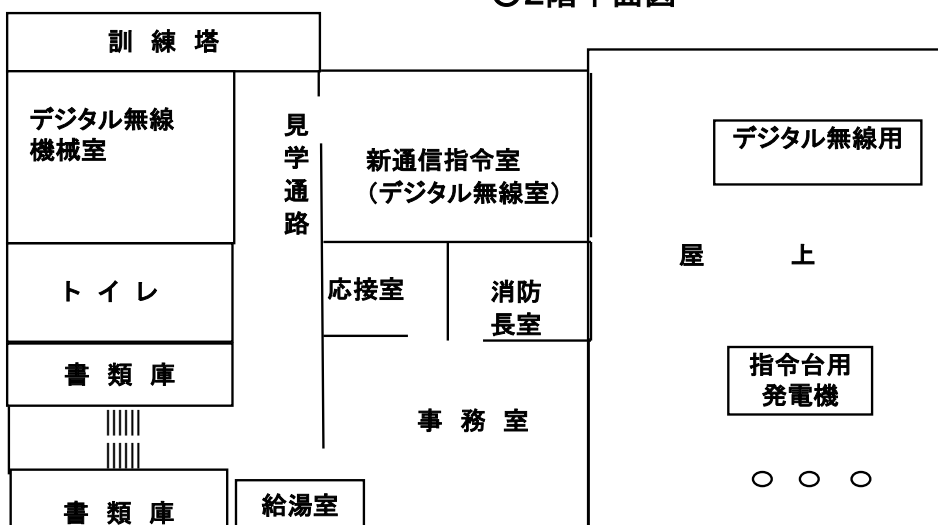 ○2階平面図
訓練塔
デジタル無線
機械室
見学通路
新通信指令室
（デジタル無線室）
デジタル無線用
屋上
トイレ
応接室
消防
長室
書類庫
指令台用
発電機
事務室
書類庫
給湯室